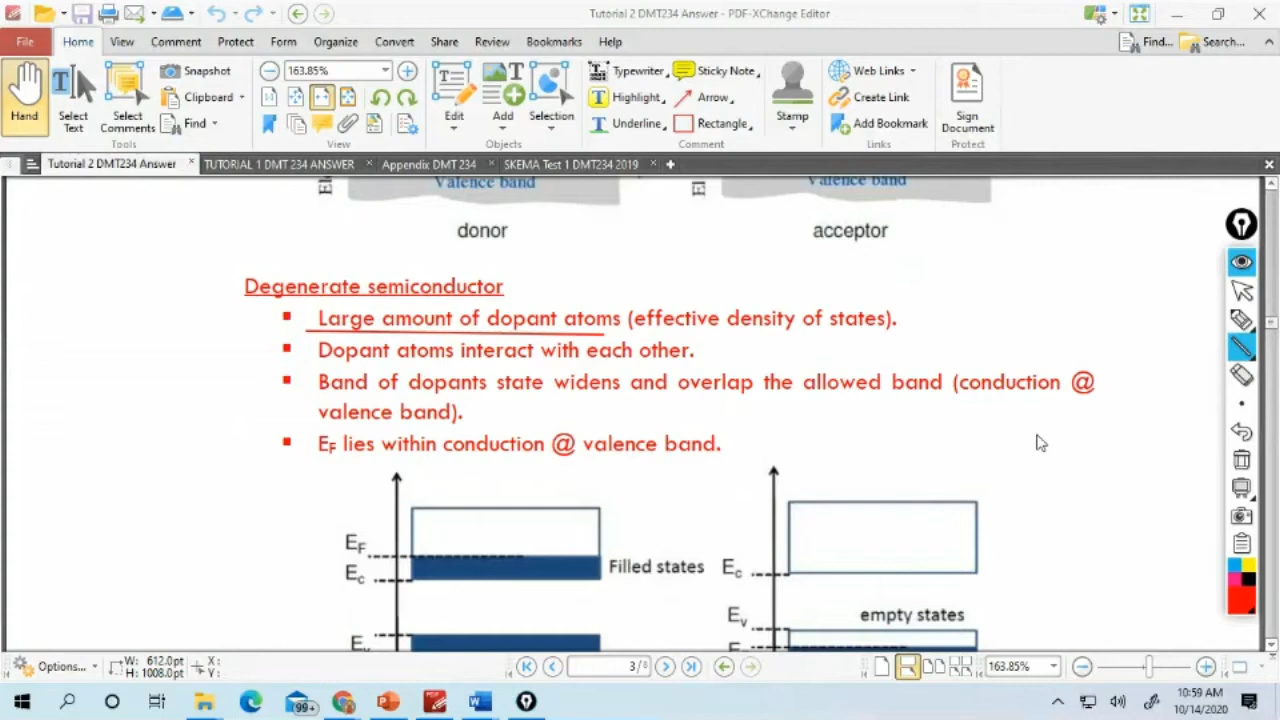 Tutorial 2 DMT234 Answer - PDF-XChange Editor
File Home View Comment Protect Form Organize Convert Share Review Bookmarks Help Find... Search...
Hand
Select Text
Select Comments
Snapshot
Clipboard
Find
Tools
163.85%
View
Edit
Add
Selection
Objects
Typewriter
Sticky Note
Highlight
Arrow
Underline
Rectangle
Stamp
Comment
Web Links
Create Link
Add Bookmark
Links
Sign Document
Protect
Tutorial 2 DMT234 Answer TUTORIAL 1 DMT 234 ANSWER Appendix DMT 234 SKEMA Test 1 DMT234 2019
Valence band Valence band
donor acceptor
Degenerate semiconductor
▪ Large amount of dopant atoms (effective density of states).
▪ Dopant atoms interact with each other.
▪ Band of dopants state widens and overlap the allowed band (conduction @
valence band).
▪ EF lies within conduction @ valence band.
EF
Ec
Filled states
Ec
Ev
empty states
Options...
W: 612.0pt
H: 1008.0pt
X:
Y:
163.85%
99+
10:59 AM
10/14/2020